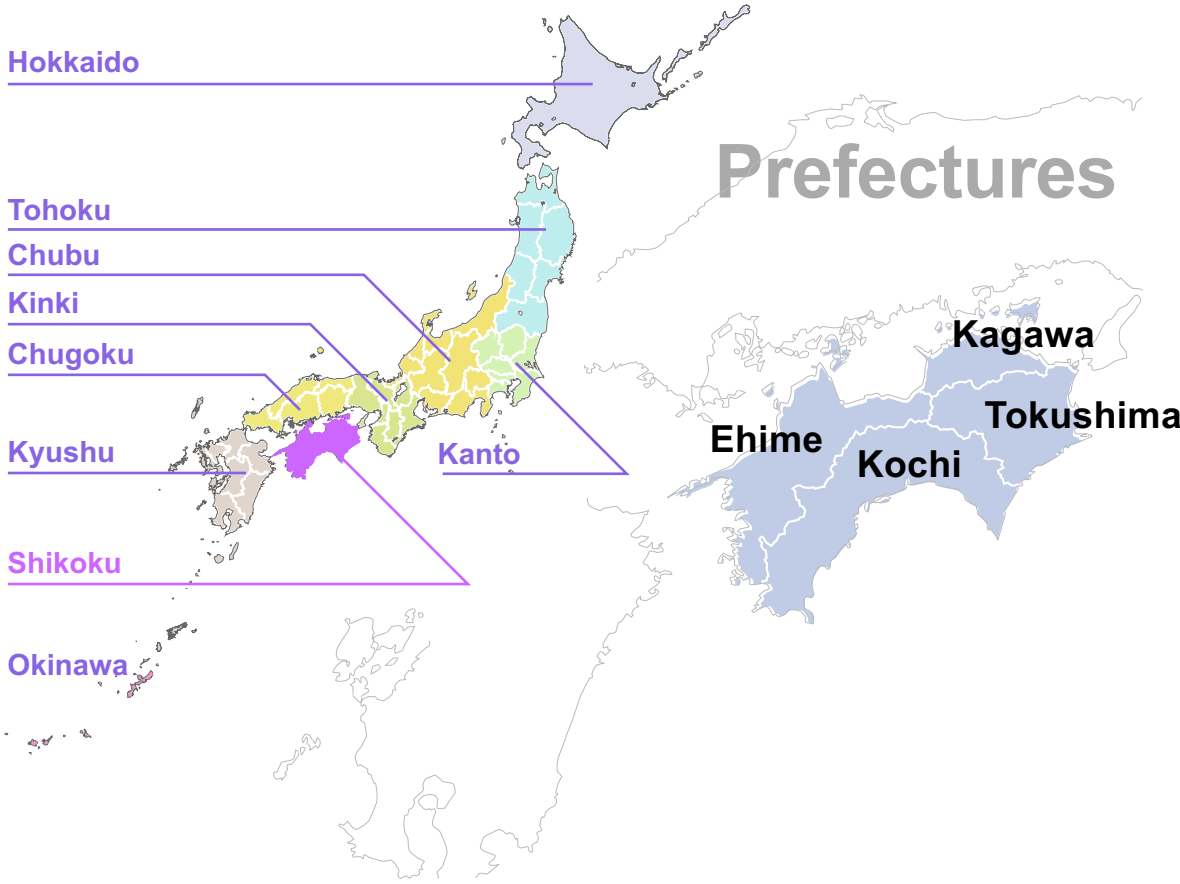 Hokkaido
Prefectures
Tohoku
Chubu
Kinki
Chugoku
Kyushu
Kanto
Shikoku
Okinawa
Kagawa
Tokushima
Ehime
Kochi